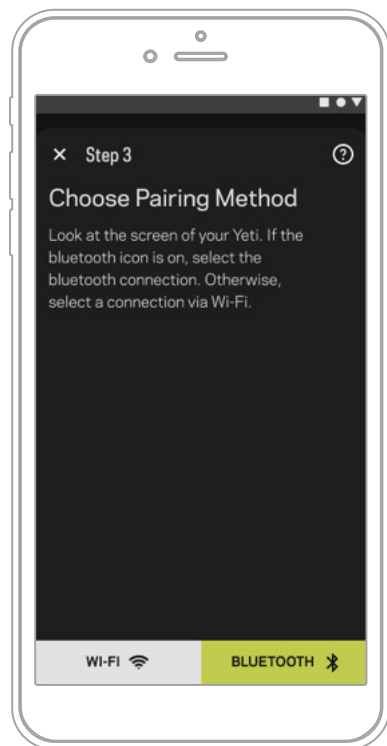 × Step 3 ?
Choose Pairing Method
Look at the screen of your Yeti. If the
bluetooth icon is on, select the
bluetooth connection. Otherwise,
select a connection via Wi-Fi.
WI-FI BLUETOOTH